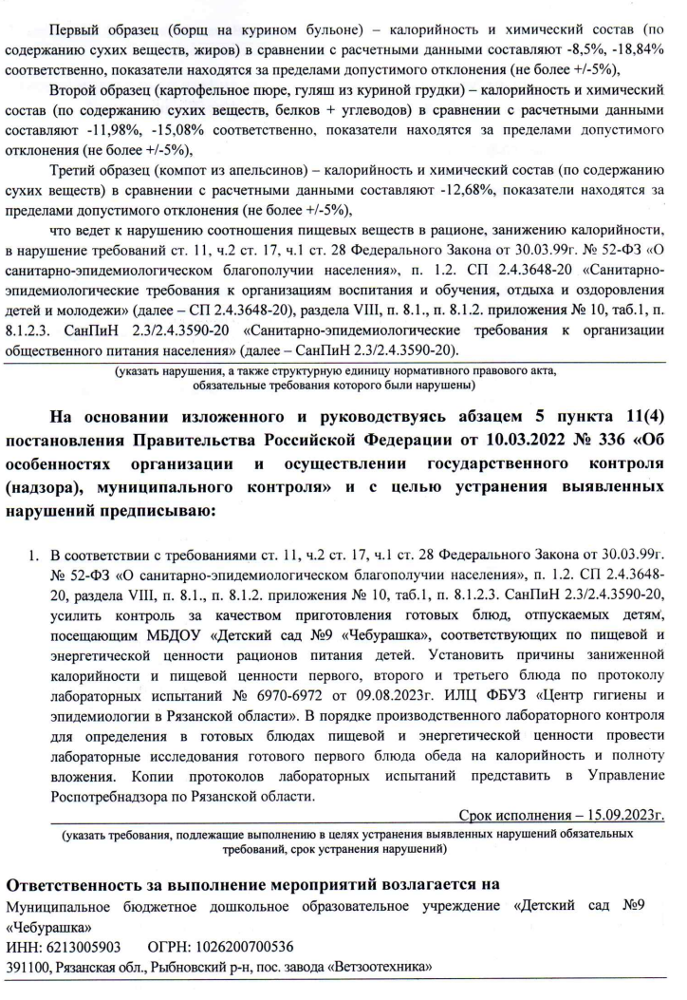 Первый образец (борщ на курином бульоне) – калорийность и химический состав (по
содержанию сухих веществ, жиров) в сравнении с расчетными данными составляют -8,5%, -18,84%
соответственно, показатели находятся за пределами допустимого отклонения (не более +/-5%),
Второй образец (картофельное пюре, гуляш из куриной грудки) – калорийность и химический
состав (по содержанию сухих веществ, белков + углеводов) в сравнении с расчетными данными
составляют -11,98%, -15,08% соответственно, показатели находятся за пределами допустимого
отклонения (не более +/-5%),
Третий образец (компот из апельсинов) – калорийность и химический состав (по содержанию
сухих веществ) в сравнении с расчетными данными составляют -12,68%, показатели находятся за
пределами допустимого отклонения (не более +/-5%),
что ведет к нарушению соотношения пищевых веществ в рационе, занижению калорийности,
в нарушение требований ст. 11, ч.2 ст. 17, ч.1 ст. 28 Федерального Закона от 30.03.99г. № 52-ФЗ «О
санитарно-эпидемиологическом благополучии населения», п. 1.2. СП 2.4.3648-20 «Санитарно-
эпидемиологические требования к организациям воспитания и обучения, отдыха и оздоровления
детей и молодежи» (далее – СП 2.4.3648-20), раздела VIII, п. 8.1., п. 8.1.2. приложения № 10, таб.1, п.
8.1.2.3. СанПиН 2.3/2.4.3590-20 «Санитарно-эпидемиологические требования к организации
общественного питания населения» (далее – СанПиН 2.3/2.4.3590-20).
(указать нарушения, а также структурную единицу нормативного правового акта,
обязательные требования которого были нарушены)
На основании изложенного и руководствуясь абзацем 5 пункта 11(4)
постановления Правительства Российской Федерации от 10.03.2022 № 336 «Об
особенностях организации и осуществлении государственного контроля
(надзора), муниципального контроля» и с целью устранения выявленных
нарушений предписываю:
1. В соответствии с требованиями ст. 11, ч.2 ст. 17, ч.1 ст. 28 Федерального Закона от 30.03.99г.
№ 52-ФЗ «О санитарно-эпидемиологическом благополучии населения», п. 1.2. СП 2.4.3648-
20, раздела VIII, п. 8.1., п. 8.1.2. приложения № 10, таб.1, п. 8.1.2.3. СанПиН 2.3/2.4.3590-20,
усилить контроль за качеством приготовления готовых блюд, отпускаемых детям,
посещающим МБДОУ «Детский сад №9 «Чебурашка», соответствующих по пищевой и
энергетической ценности рационов питания детей. Установить причины заниженной
калорийности и пищевой ценности первого, второго и третьего блюда по протоколу
лабораторных испытаний № 6970-6972 от 09.08.2023г. ИЛЦ ФБУЗ «Центр гигиены и
эпидемиологии в Рязанской области». В порядке производственного лабораторного контроля
для определения в готовых блюдах пищевой и энергетической ценности провести
лабораторные исследования готового первого блюда обеда на калорийность и полноту
вложения. Копии протоколов лабораторных испытаний представить в Управление
Роспотребнадзора по Рязанской области.
Срок исполнения – 15.09.2023г.
(указать требования, подлежащие выполнению в целях устранения выявленных нарушений обязательных
требований, срок устранения нарушений)
Ответственность за выполнение мероприятий возлагается на
Муниципальное бюджетное дошкольное образовательное учреждение «Детский сад №9
«Чебурашка»
ИНН: 6213005903 ОГРН: 1026200700536
391100, Рязанская обл., Рыбновский р-н, пос. завода «Ветзоотехника»